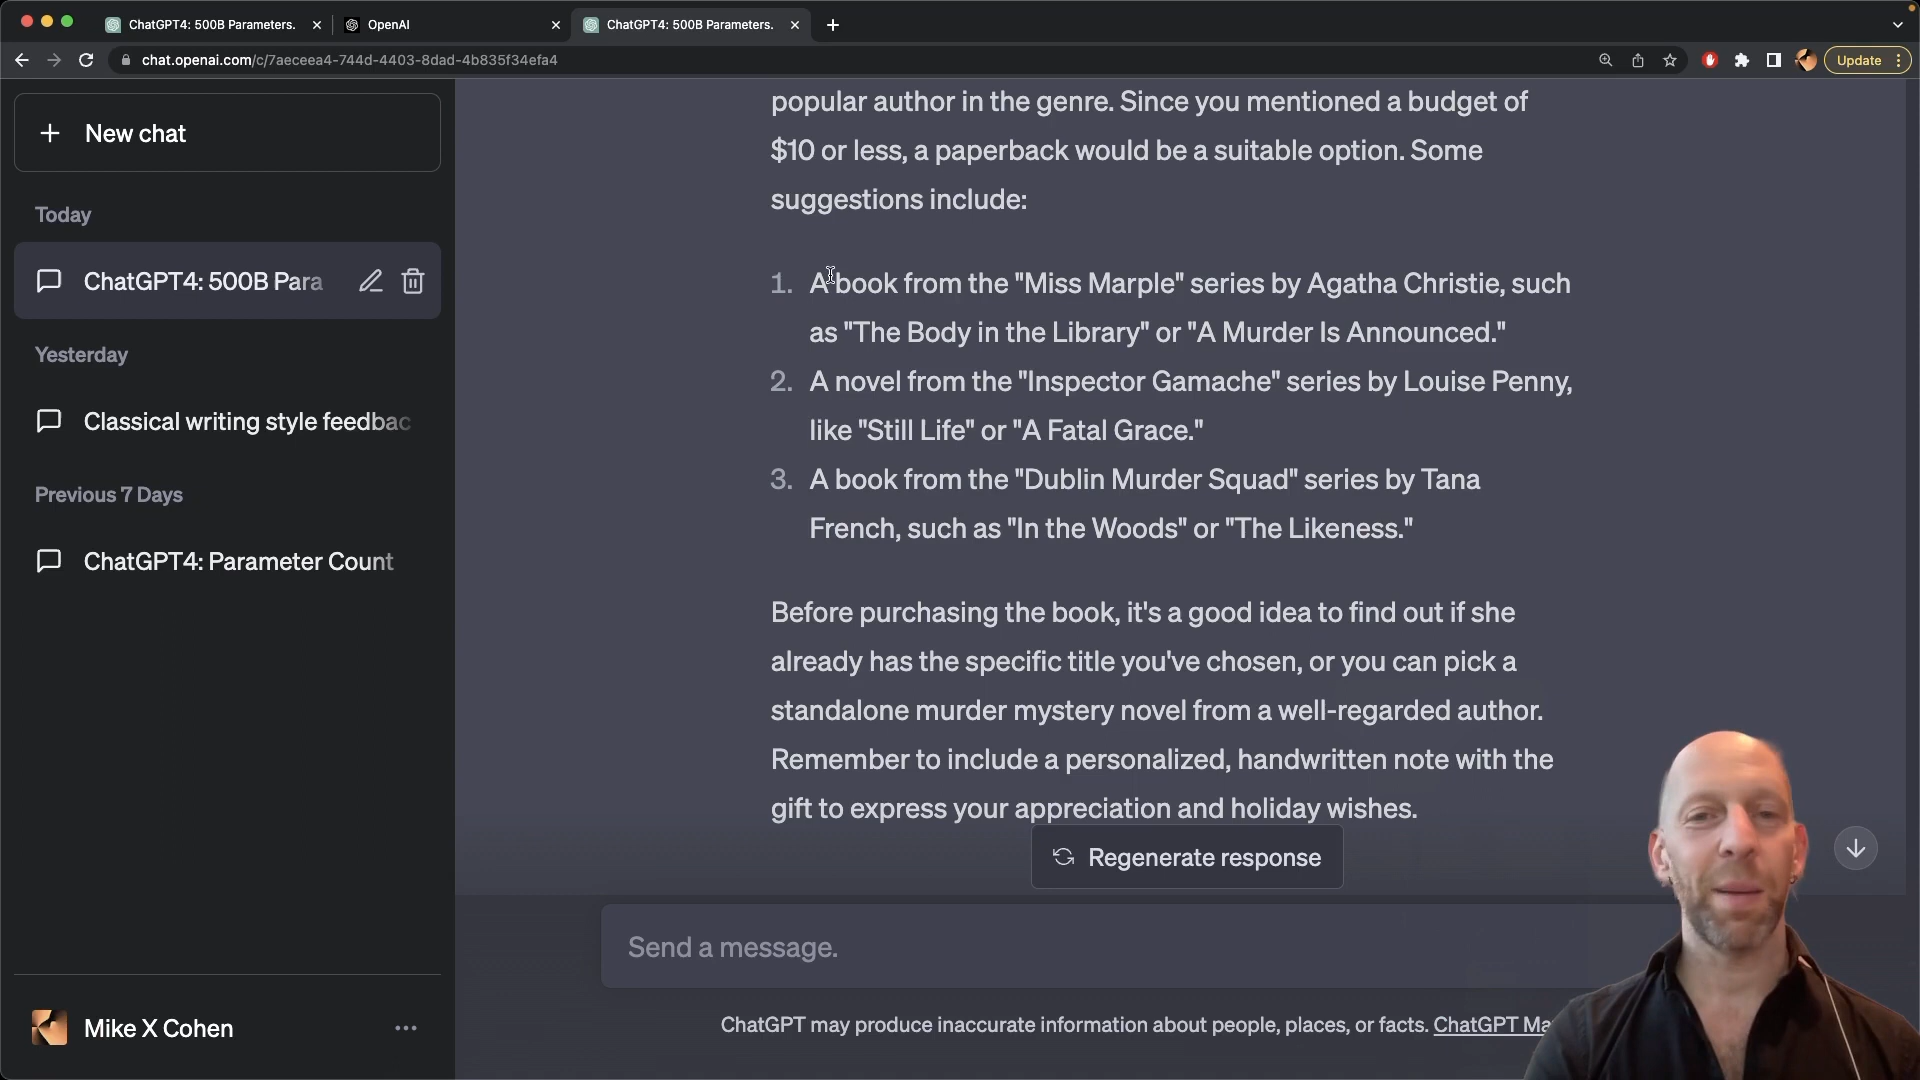 ChatGPT4: 500B Parameters.
OpenAI
ChatGPT4: 500B Parameters.
chat.openai.com/c/7aeceea4-744d-4403-8dad-4b835f34efa4
Update
New chat
Today
ChatGPT4: 500B Para
Yesterday
Classical writing style feedbac
Previous 7 Days
ChatGPT4: Parameter Count
Mike X Cohen
popular author in the genre. Since you mentioned a budget of
$10 or less, a paperback would be a suitable option. Some
suggestions include:
1. A book from the "Miss Marple" series by Agatha Christie, such
as "The Body in the Library" or "A Murder Is Announced."
2. A novel from the "Inspector Gamache" series by Louise Penny,
like "Still Life" or "A Fatal Grace."
3. A book from the "Dublin Murder Squad" series by Tana
French, such as "In the Woods" or "The Likeness."
Before purchasing the book, it's a good idea to find out if she
already has the specific title you've chosen, or you can pick a
standalone murder mystery novel from a well-regarded author.
Remember to include a personalized, handwritten note with the
gift to express your appreciation and holiday wishes.
Regenerate response
Send a message.
ChatGPT may produce inaccurate information about people, places, or facts. ChatGPT Ma